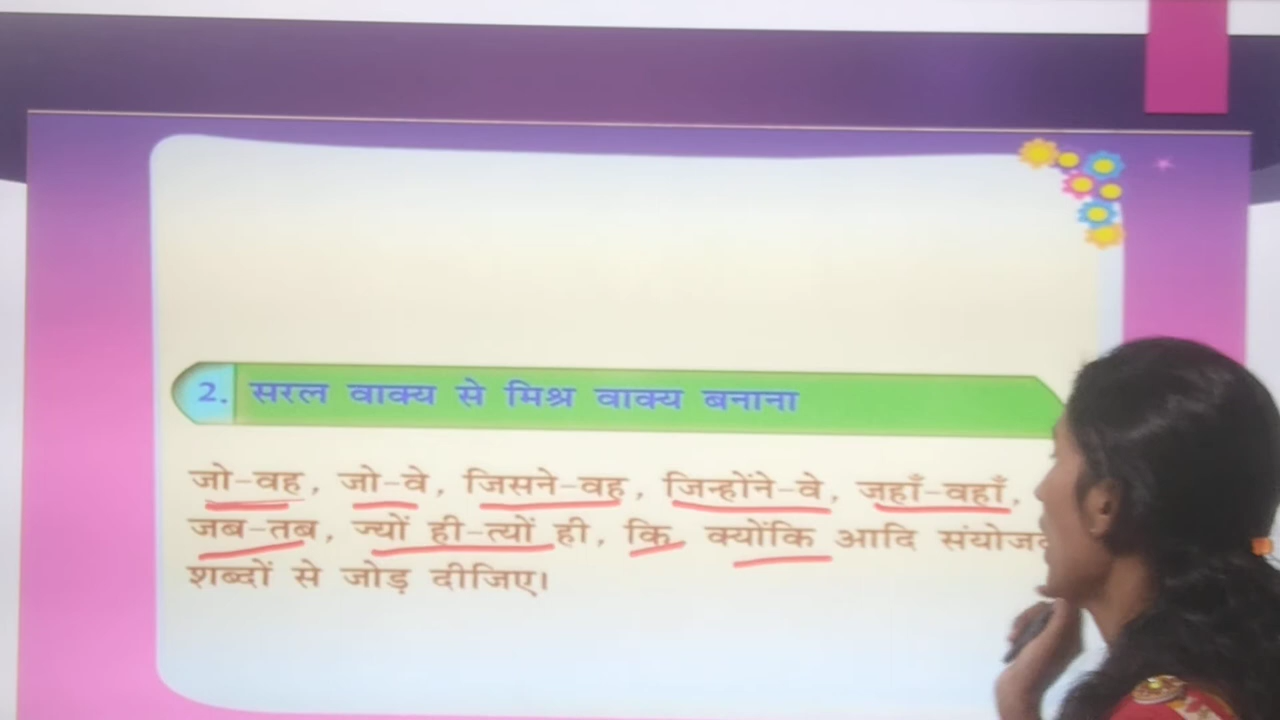 2. सरल वाक्य से मिश्र वाक्य बनाना
जो-वह, जो-वे, जिसने-वह, जिन्होंने-वे, जहाँ-वहाँ,
जब-तब, ज्यों ही-त्यों ही, कि, क्योंकि आदि
शब्दों से जोड़ दीजिए।